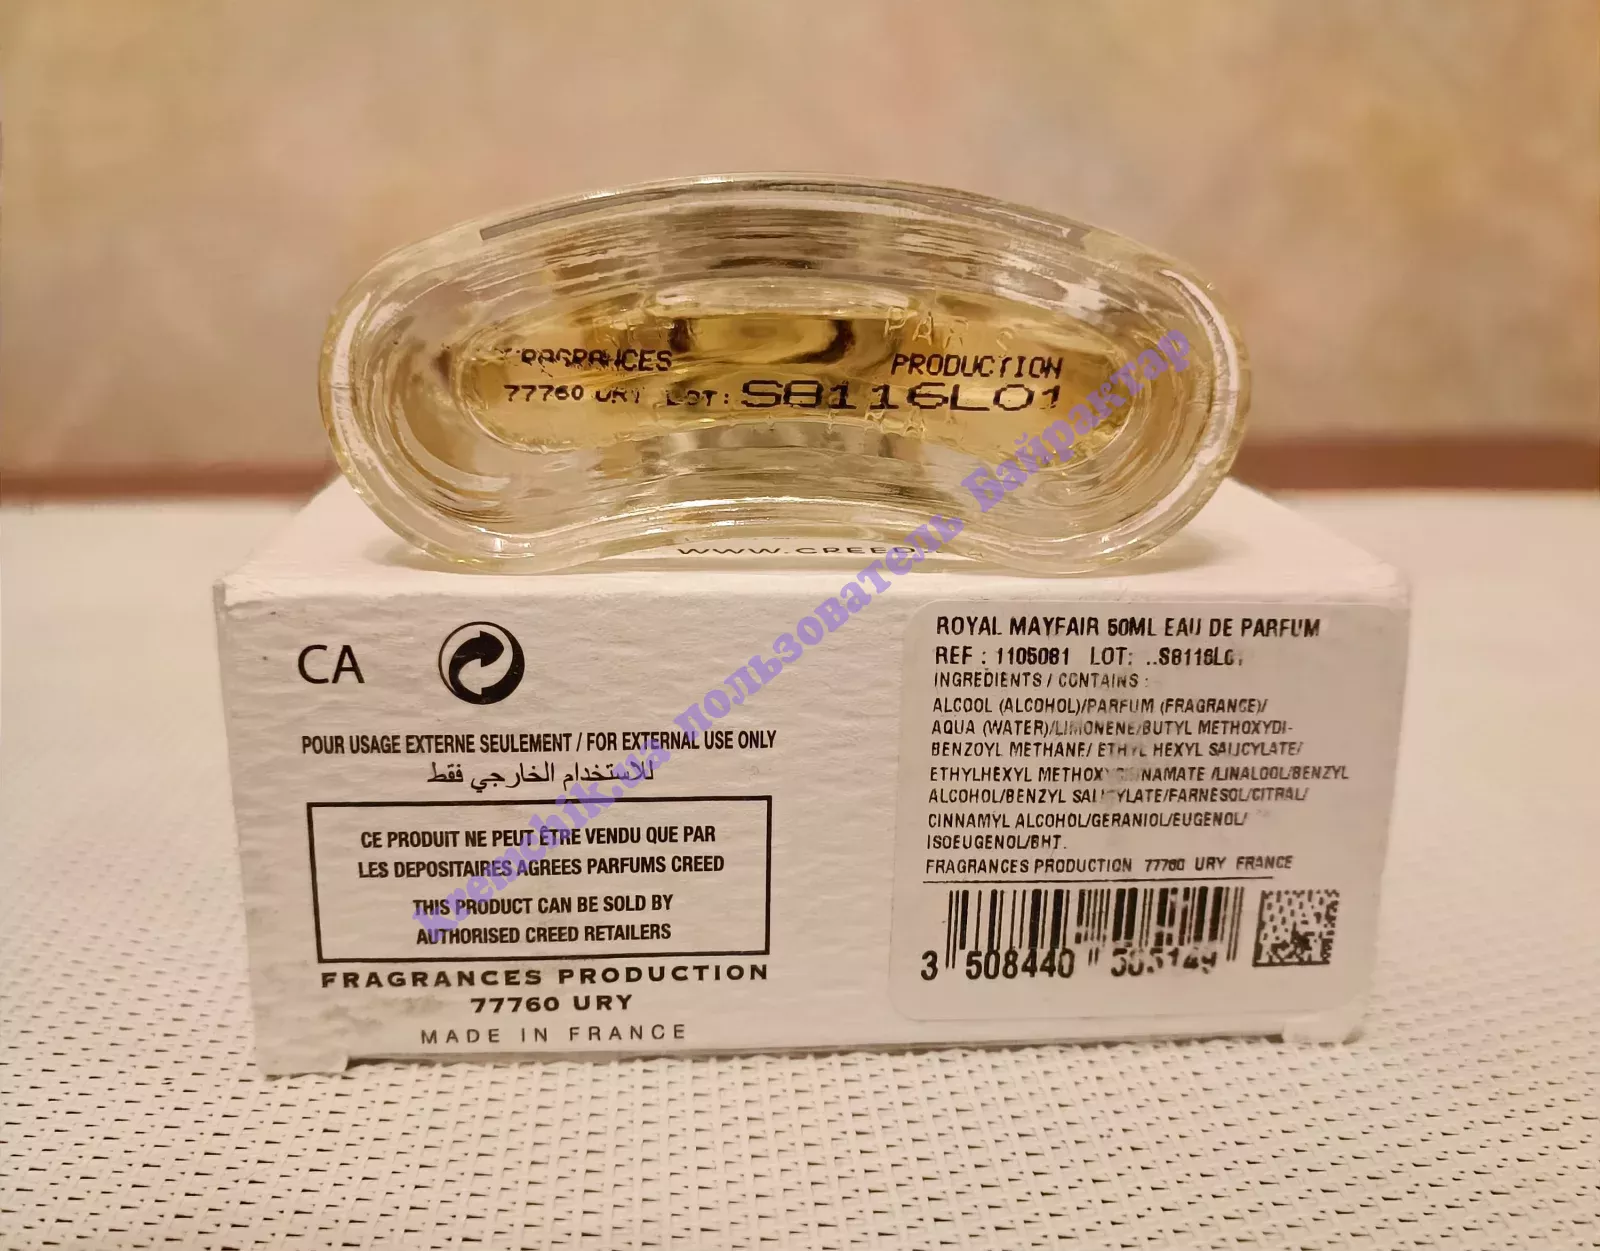 FRAGRANCES PRODUCTION
77760 URY LOT: S8116L01
WWW.CREED
CA
POUR USAGE EXTERNE SEULEMENT / FOR EXTERNAL USE ONLY
للاستخدام الخارجي فقط
CE PRODUIT NE PEUT ÊTRE VENDU QUE PAR
LES DEPOSITAIRES AGREES PARFUMS CREED
THIS PRODUCT CAN BE SOLD BY
AUTHORISED CREED RETAILERS
FRAGRANCES PRODUCTION
77760 URY
MADE IN FRANCE
ROYAL MAYFAIR 50ML EAU DE PARFUM
REF : 1105081 LOT: ..S8116L01
INGREDIENTS / CONTAINS :
ALCOOL (ALCOHOL)/PARFUM (FRAGRANCE)/
AQUA (WATER)/LIMONENE/BUTYL METHOXYDI-
BENZOYL METHANE/ ETHYL HEXYL SALICYLATE/
ETHYLHEXYL METHOXYCINNAMATE /LINALOOL/BENZYL
ALCOHOL/BENZYL SALICYLATE/FARNESOL/CITRAL/
CINNAMYL ALCOHOL/GERANIOL/EUGENOL/
ISOEUGENOL/BHT.
FRAGRANCES PRODUCTION 77760 URY FRANCE
3 508440
Kremchik.ua пользователь Байрактар